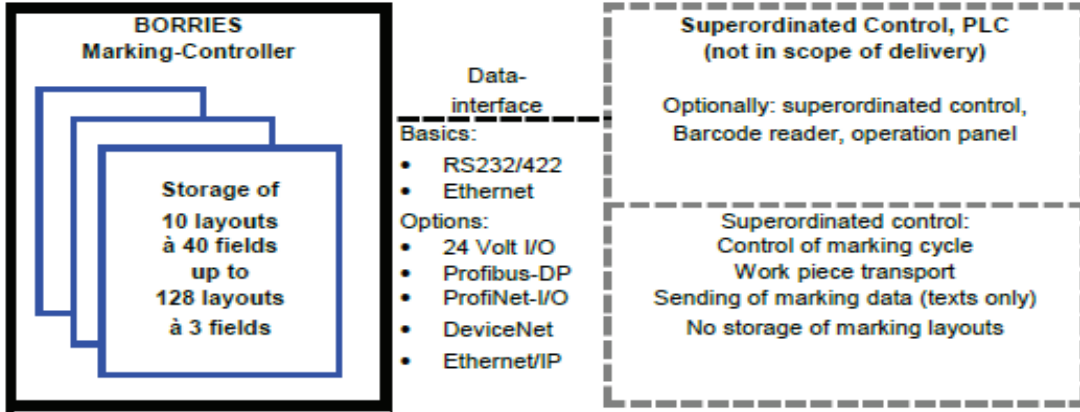 BORRIES
Marking-Controller
Storage of
10 layouts
à 40 fields
up to
128 layouts
à 3 fields
Data-
interface
Basics:
• RS232/422
• Ethernet
Options:
• 24 Volt I/O
• Profibus-DP
• ProfiNet-I/O
• DeviceNet
• Ethernet/IP
Superordinated Control, PLC
(not in scope of delivery)
Optionally: superordinated control,
Barcode reader, operation panel
Superordinated control:
Control of marking cycle
Work piece transport
Sending of marking data (texts only)
No storage of marking layouts